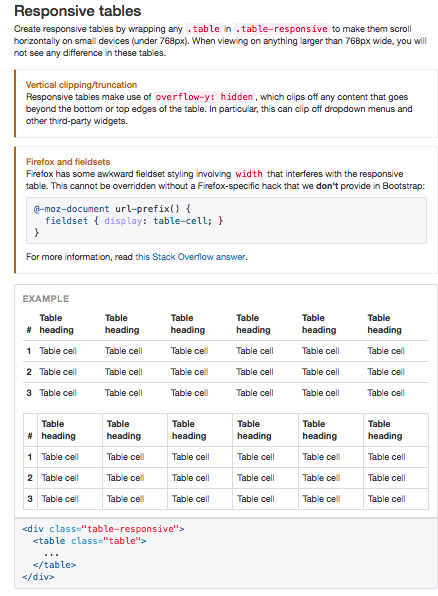 Responsive tables
Create responsive tables by wrapping any .table in .table-responsive to make them scroll
horizontally on small devices (under 768px). When viewing on anything larger than 768px wide, you will
not see any difference in these tables.
Vertical clipping/truncation
Responsive tables make use of overflow-y: hidden, which clips off any content that goes
beyond the bottom or top edges of the table. In particular, this can clip off dropdown menus and
other third-party widgets.
Firefox and fieldsets
Firefox has some awkward fieldset styling involving width that interferes with the responsive
table. This cannot be overridden without a Firefox-specific hack that we don't provide in Bootstrap:
@-moz-document url-prefix() {
  fieldset { display: table-cell; }
}
For more information, read this Stack Overflow answer.
EXAMPLE
Table Table Table Table Table Table
# heading heading heading heading heading heading
1 Table cell Table cell Table cell Table cell Table cell Table cell
2 Table cell Table cell Table cell Table cell Table cell Table cell
3 Table cell Table cell Table cell Table cell Table cell Table cell
Table Table Table Table Table Table
# heading heading heading heading heading heading
1 Table cell Table cell Table cell Table cell Table cell Table cell
2 Table cell Table cell Table cell Table cell Table cell Table cell
3 Table cell Table cell Table cell Table cell Table cell Table cell
<div class="table-responsive">
  <table class="table">
    ...
  </table>
</div>